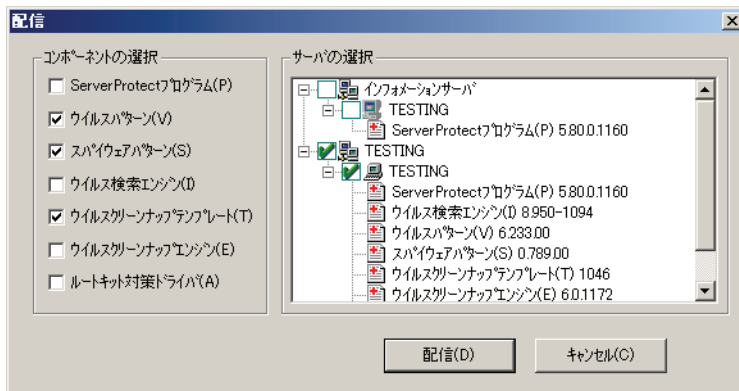 配信
コンポーネントの選択
ServerProtectプログラム(P)
ウイルスパターン(V)
スパイウェアパターン(S)
ウイルス検索エンジン(I)
ウイルスクリーンナップテンプレート(T)
ウイルスクリーンナップエンジン(E)
ルートキット対策ドライバ(A)
サーバの選択
インフォメーションサーバ
TESTING
ServerProtectプログラム(P) 5.80.0.1160
TESTING
TESTING
ServerProtectプログラム(P) 5.80.0.1160
ウイルス検索エンジン(I) 8.950-1094
ウイルスパターン(V) 6.233.00
スパイウェアパターン(S) 0.789.00
ウイルスクリーンナップテンプレート(T) 1046
ウイルスクリーンナップエンジン(E) 6.0.1172
配信(D)
キャンセル(C)